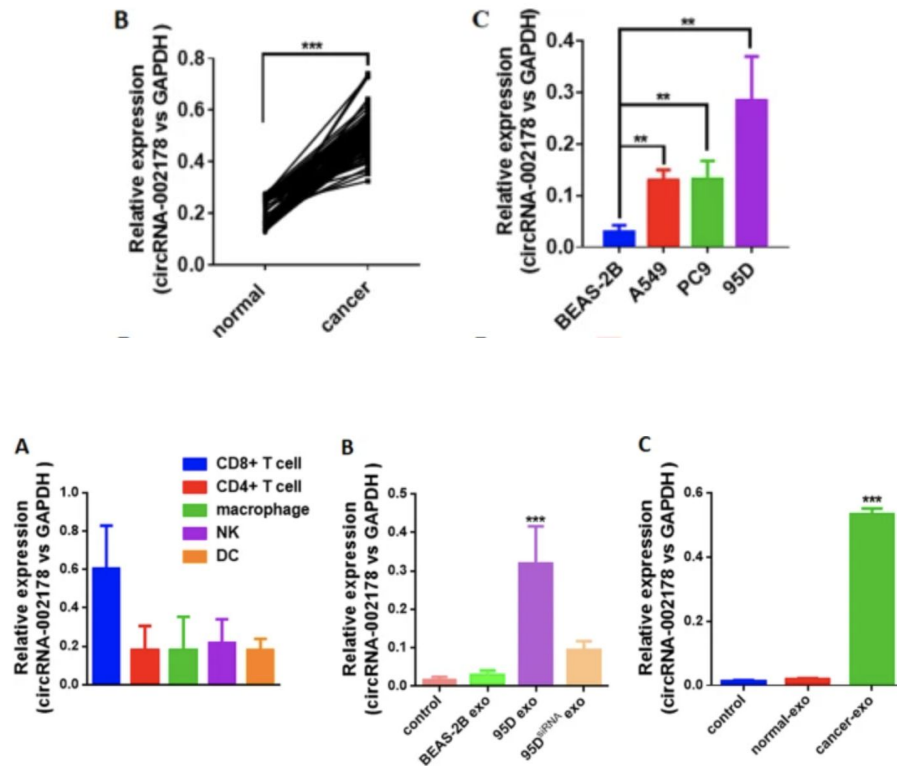 B
***
Relative expression
(circRNA-002178 vs GAPDH)
0.8
0.6
0.4
0.2
0.0
normal
cancer
C
**
**
**
Relative expression
(circRNA-002178 vs GAPDH)
0.4
0.3
0.2
0.1
0.0
BEAS-2B
A549
PC9
95D
A
CD8+ T cell
CD4+ T cell
macrophage
NK
DC
Relative expression
(circRNA-002178 vs GAPDH )
1.0
0.8
0.6
0.4
0.2
0.0
B
***
Relative expression
(circRNA-002178 vs GAPDH )
0.5
0.4
0.3
0.2
0.1
0.0
control
BEAS-2B exo
95D exo
95D siRNA exo
C
***
Relative expression
(circRNA-002178 vs GAPDH )
0.6
0.4
0.2
0.0
control
normal-exo
cancer-exo